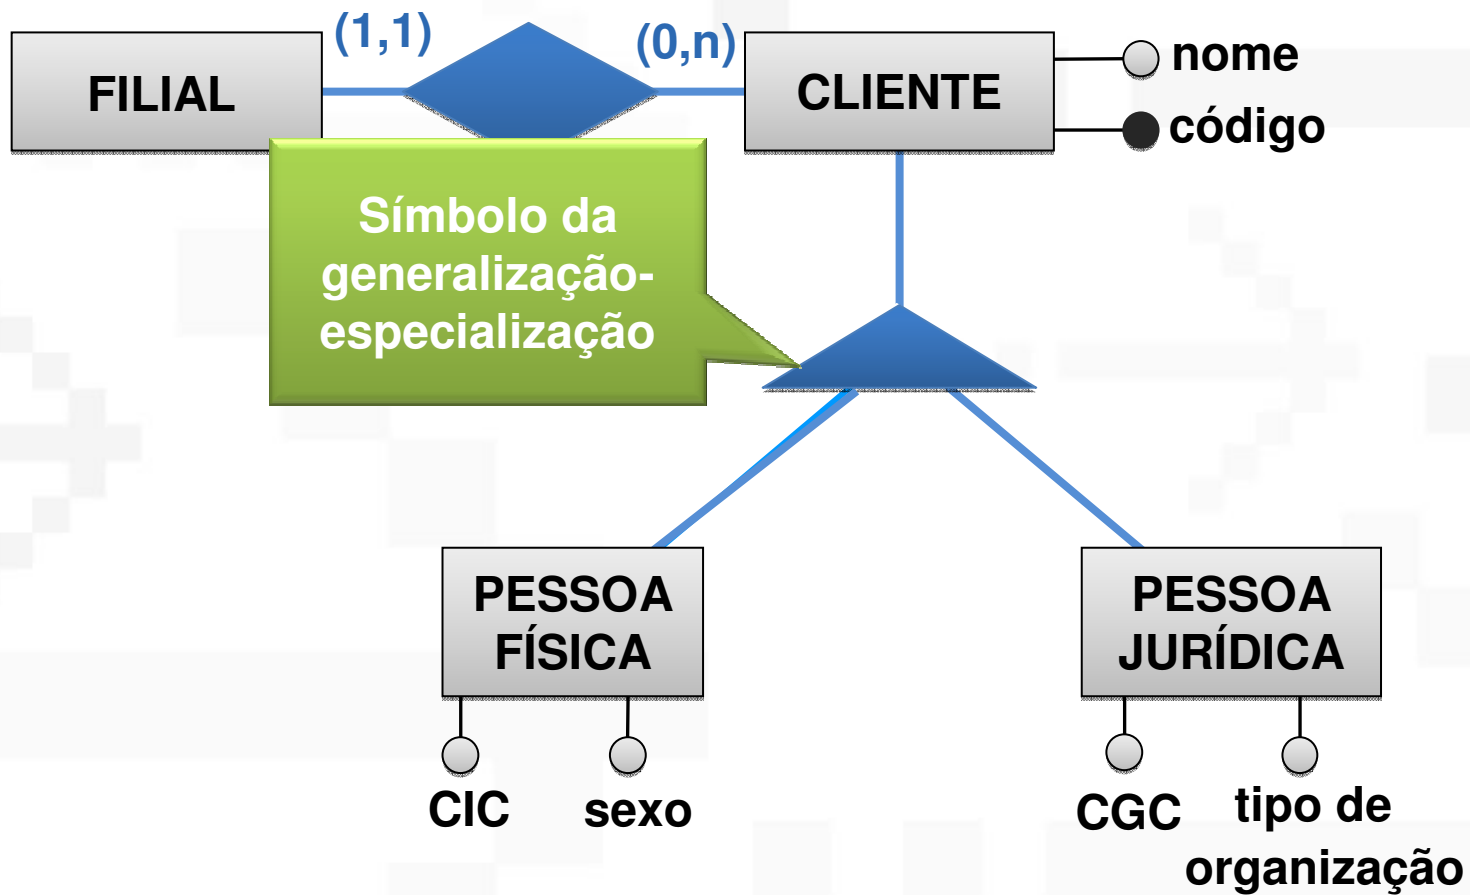 (1,1)
(0,n)
FILIAL
CLIENTE
nome
código
Símbolo da
generalização-
especialização
PESSOA
FÍSICA
PESSOA
JURÍDICA
CIC
sexo
CGC
tipo de
organização